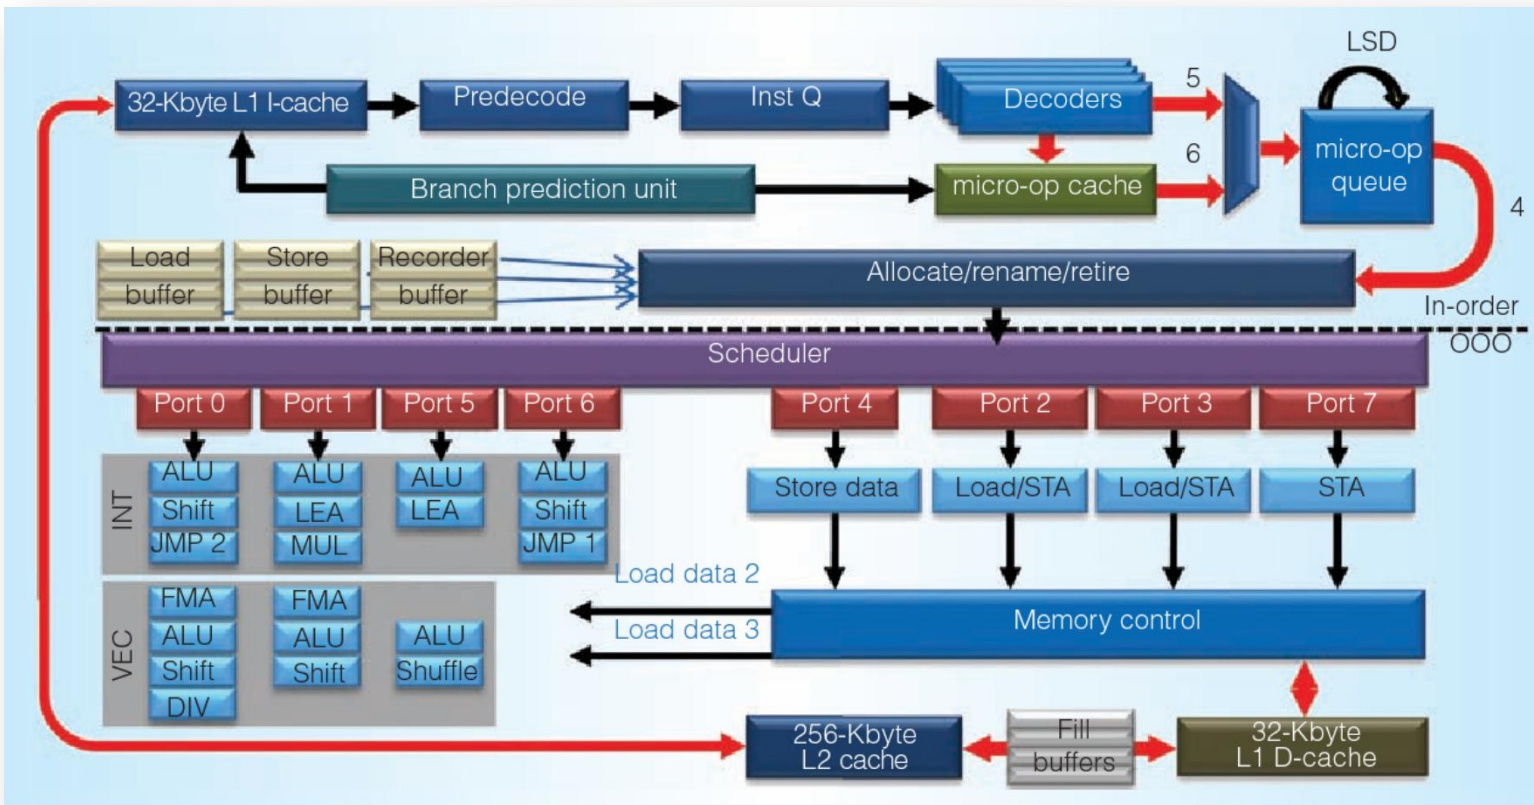 LSD
32-Kbyte L1 I-cache
Predecode
Inst Q
Decoders
5
6
Branch prediction unit
micro-op cache
micro-op
queue
4
Load
buffer
Store
buffer
Recorder
buffer
Allocate/rename/retire
In-order
OOO
Scheduler
Port 0
Port 1
Port 5
Port 6
Port 4
Port 2
Port 3
Port 7
INT
ALU
Shift
JMP 2
ALU
LEA
MUL
ALU
LEA
ALU
Shift
JMP 1
Store data
Load/STA
Load/STA
STA
VEC
FMA
ALU
Shift
DIV
FMA
ALU
Shift
ALU
Shuffle
Load data 2
Load data 3
Memory control
256-Kbyte
L2 cache
Fill
buffers
32-Kbyte
L1 D-cache